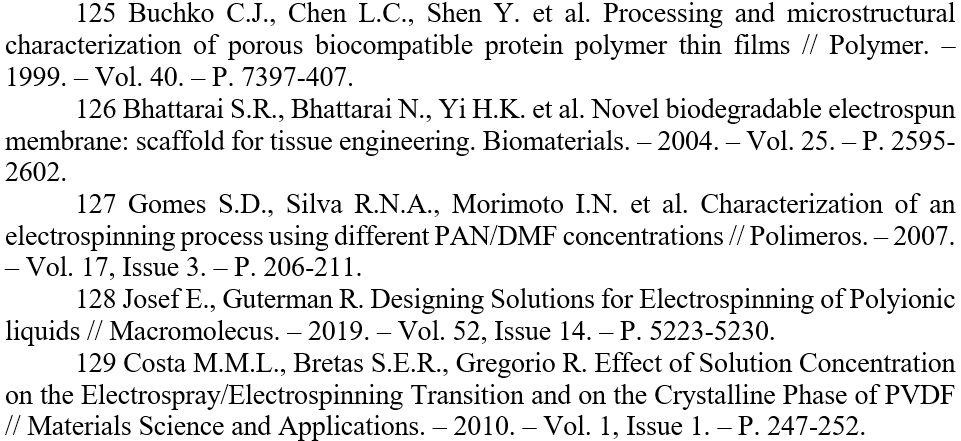 125 Buchko C.J., Chen L.C., Shen Y. et al. Processing and microstructural
characterization of porous biocompatible protein polymer thin films // Polymer. –
1999. – Vol. 40. – P. 7397-407.
126 Bhattarai S.R., Bhattarai N., Yi H.K. et al. Novel biodegradable electrospun
membrane: scaffold for tissue engineering. Biomaterials. – 2004. – Vol. 25. – P. 2595-
2602.
127 Gomes S.D., Silva R.N.A., Morimoto I.N. et al. Characterization of an
electrospinning process using different PAN/DMF concentrations // Polimeros. – 2007.
– Vol. 17, Issue 3. – P. 206-211.
128 Josef E., Guterman R. Designing Solutions for Electrospinning of Polyionic
liquids // Macromolecus. – 2019. – Vol. 52, Issue 14. – P. 5223-5230.
129 Costa M.M.L., Bretas S.E.R., Gregorio R. Effect of Solution Concentration
on the Electrospray/Electrospinning Transition and on the Crystalline Phase of PVDF
// Materials Science and Applications. – 2010. – Vol. 1, Issue 1. – P. 247-252.